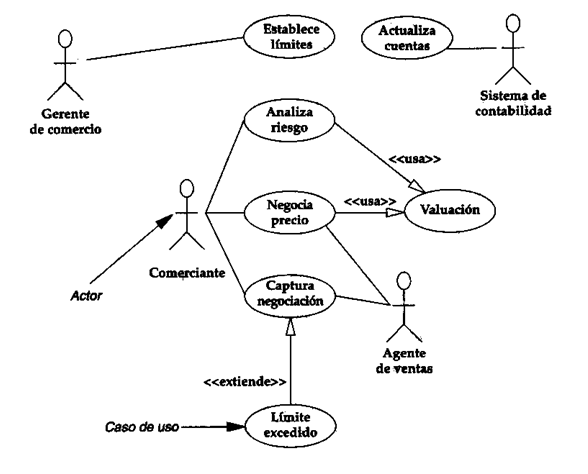 Establece
límites
Actualiza
cuentas
Gerente
de comercio
Sistema de
contabilidad
Analiza
riesgo
<<usa>>
Negocia
precio
<<usa>>
Valuación
Comerciante
Actor
Captura
negociación
Agente
de ventas
<<extiende>>
Caso de uso
Límite
excedido